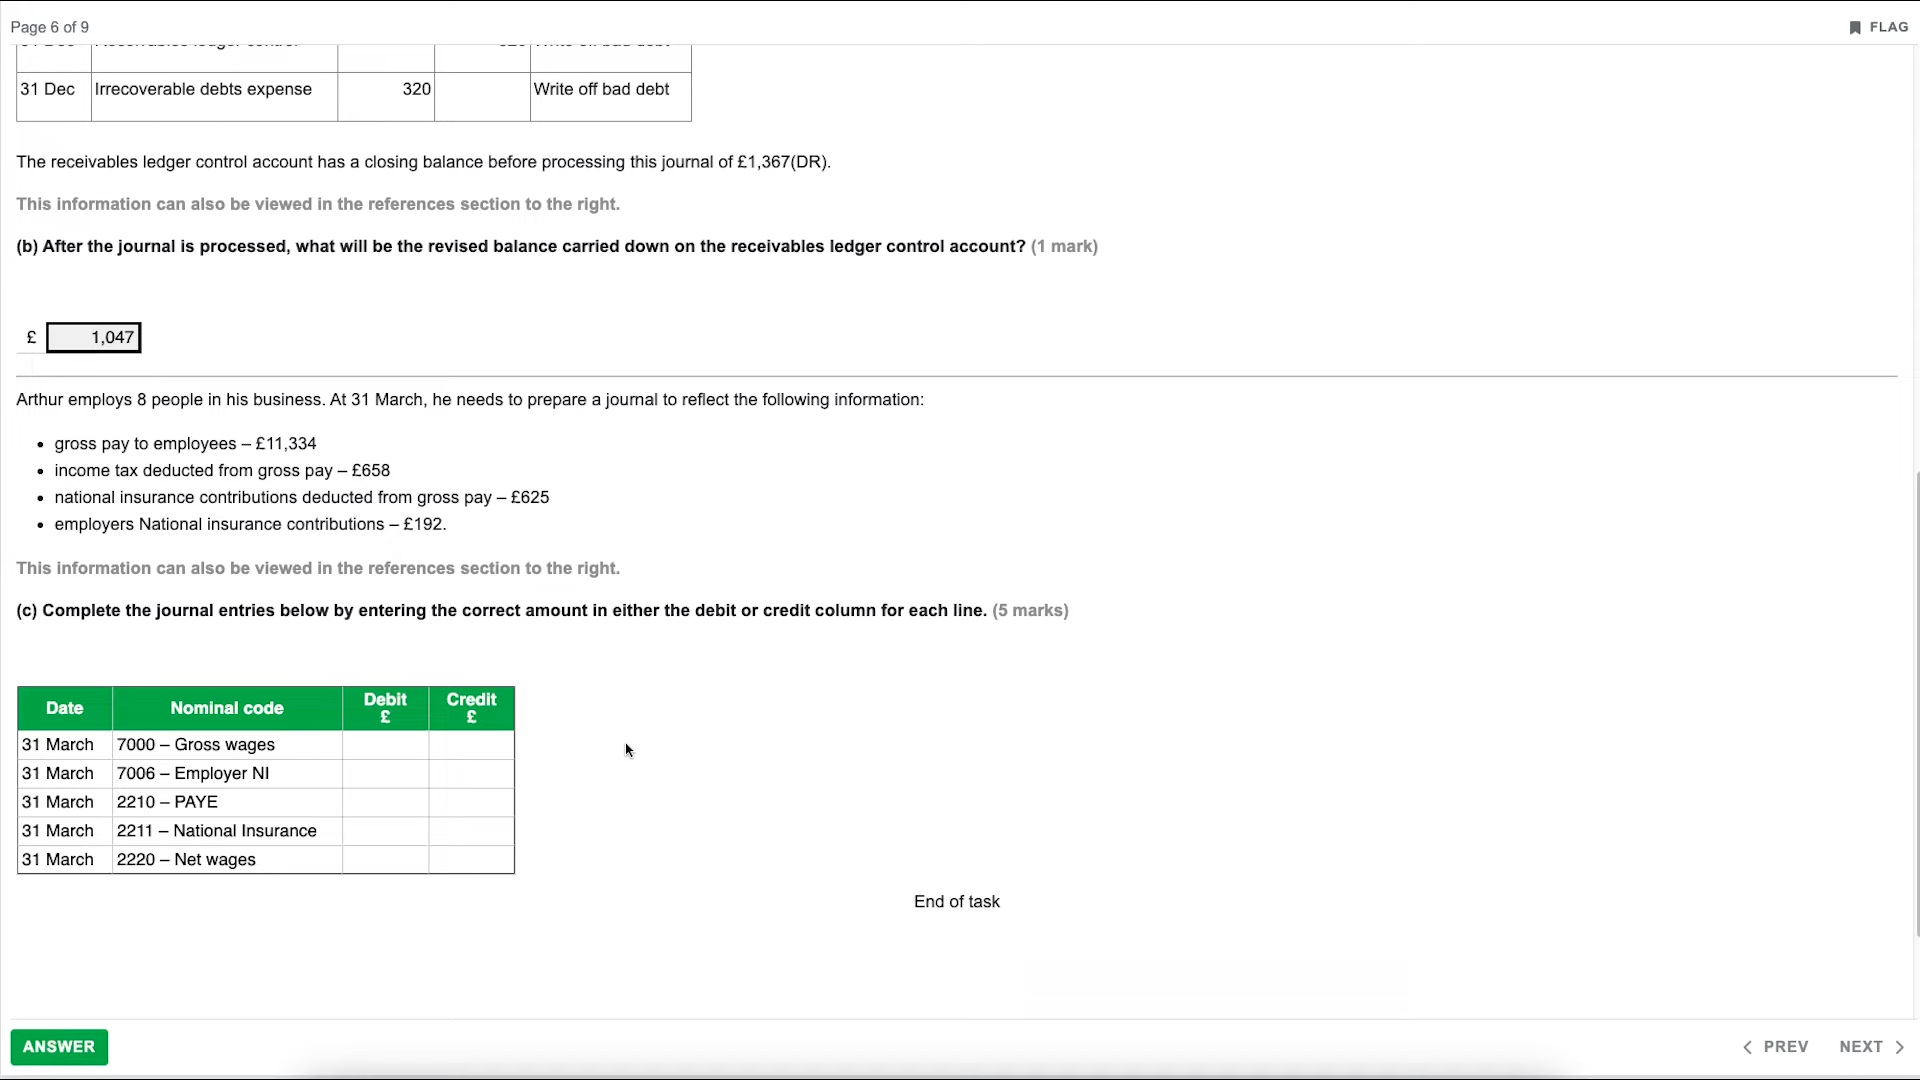 Page 6 of 9
FLAG
31 Dec Irrecoverable debts expense 320 Write off bad debt
The receivables ledger control account has a closing balance before processing this journal of £1,367(DR).
This information can also be viewed in the references section to the right.
(b) After the journal is processed, what will be the revised balance carried down on the receivables ledger control account? (1 mark)
£ 1,047
Arthur employs 8 people in his business. At 31 March, he needs to prepare a journal to reflect the following information:
• gross pay to employees – £11,334
• income tax deducted from gross pay – £658
• national insurance contributions deducted from gross pay – £625
• employers National insurance contributions – £192.
This information can also be viewed in the references section to the right.
(c) Complete the journal entries below by entering the correct amount in either the debit or credit column for each line. (5 marks)
Date Nominal code Debit £ Credit £
31 March 7000 – Gross wages
31 March 7006 – Employer NI
31 March 2210 – PAYE
31 March 2211 – National Insurance
31 March 2220 – Net wages
End of task
ANSWER
PREV NEXT